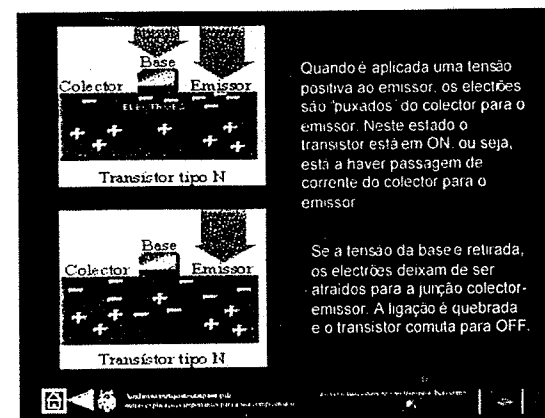 Base
Colector Emissor
ELECTRÕES
Transístor tipo N
Quando é aplicada uma tensão
positiva ao emissor, os electrões
são "puxados" do colector para o
emissor. Neste estado o
transistor está em ON, ou seja,
está a haver passagem de
corrente do colector para o
emissor
Base
Colector Emissor
Transístor tipo N
Se a tensão da base e retirada,
os electrões deixam de ser
atraídos para a junção colector-
emissor. A ligação é quebrada
e o transistor comuta para OFF.